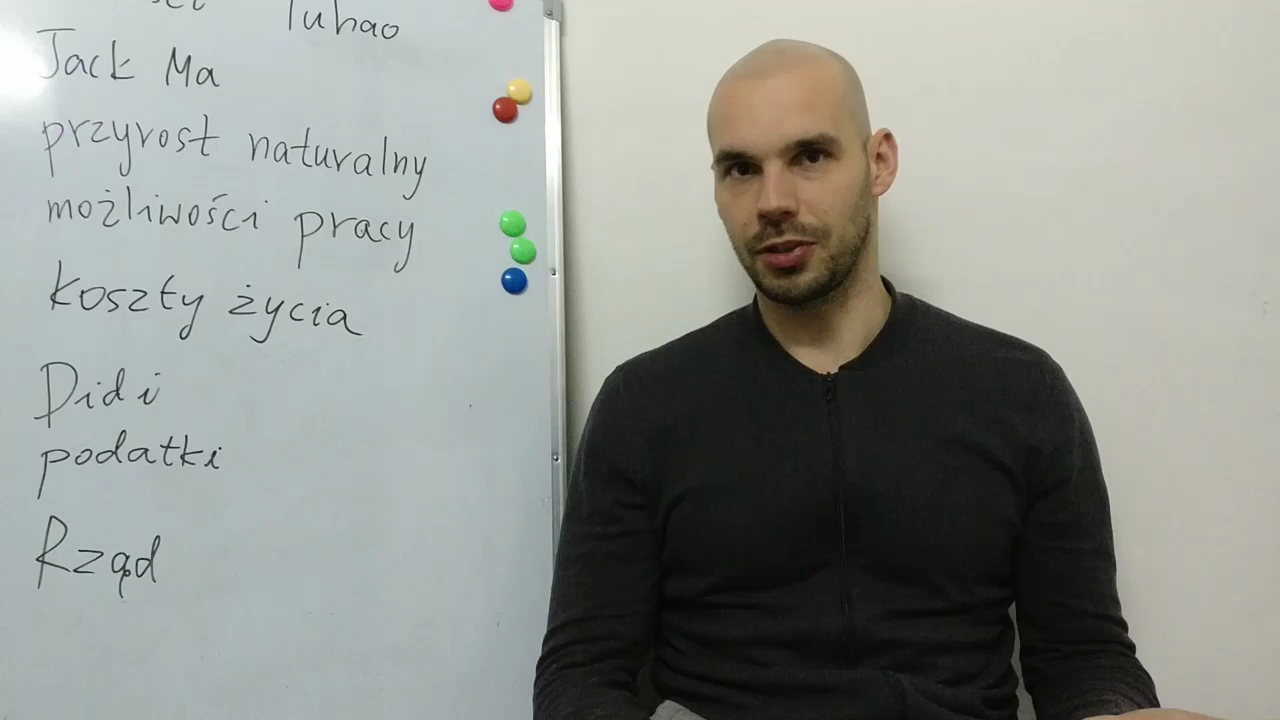 tuhao
Jack Ma
przyrost naturalny
możliwości pracy
koszty życia
Didi
podatki
Rząd